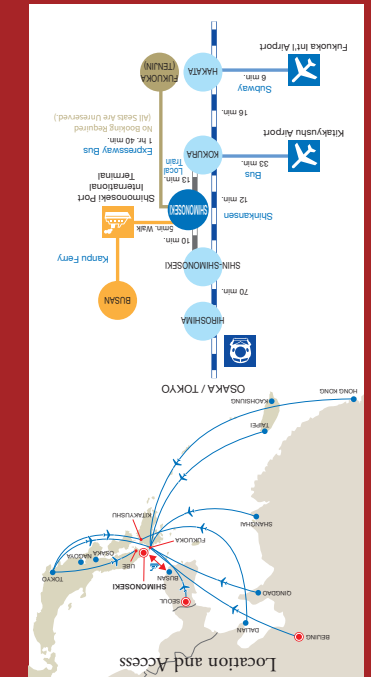 Location and Access
BEIJING
DALIAN
SEOUL
QINGDAO
SHIMONOSEKI
BUSAN
TOKYO
UBE
NAGOYA
OSAKA
FUKUOKA
SHANGHAI
KITAKYUSHU
TAIPEI
KAOHSIUNG
HONG KONG
OSAKA / TOKYO
HIROSHIMA
BUSAN
70 min.
SHIN-SHIMONOSEKI
Kanpu Ferry
10 min.
5min. Walk
Shinkansen
12 min.
SHIMONOSEKI
Shimonoseki Port
International
Terminal
13 min.
Local
Train
Kitakyushu Airport
Bus
33 min.
KOKURA
Expressway Bus
1 hr. 40 min.
No Booking Required
(All Seats Are Unreserved.)
16 min.
Fukuoka Int'l Airport
Subway
6 min.
HAKATA
FUKUOKA
(TENJIN)